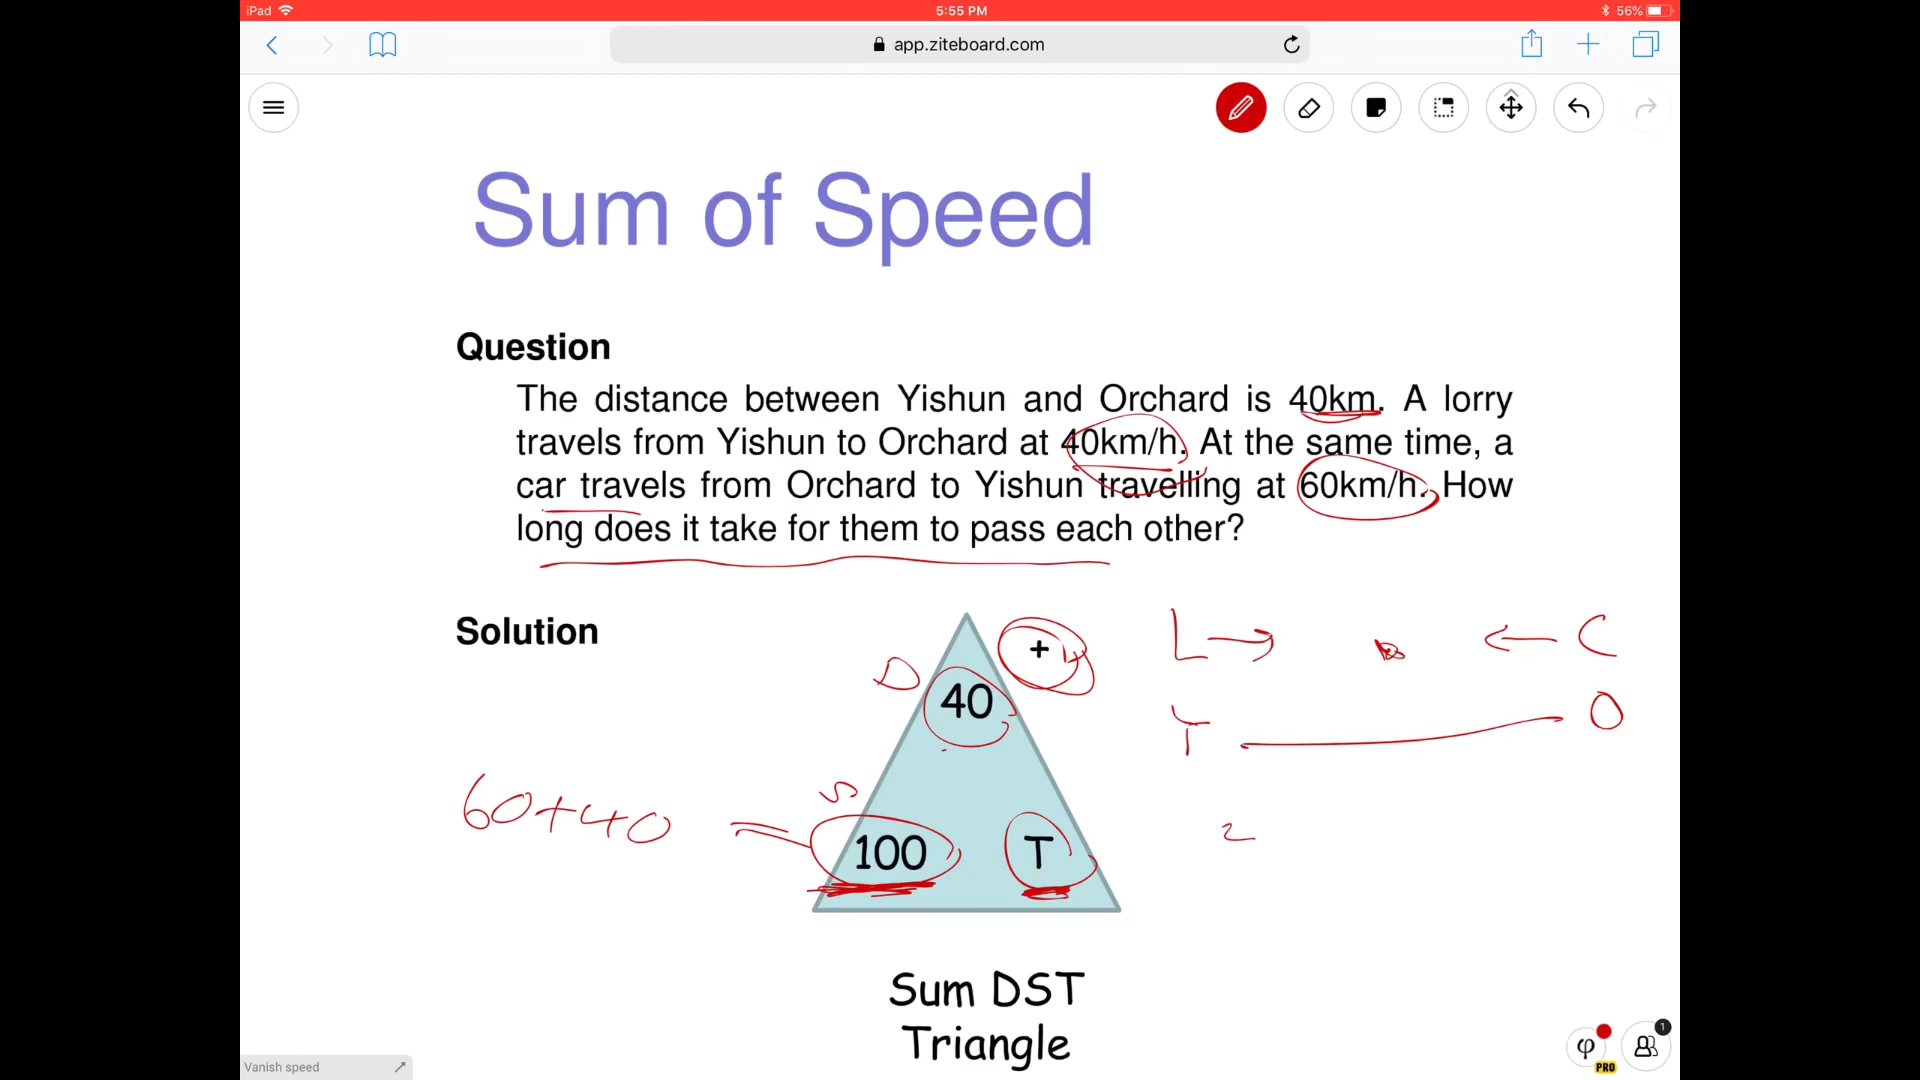 iPad 5:55 PM 56%
app.ziteboard.com
Sum of Speed
Question
The distance between Yishun and Orchard is 40km. A lorry
travels from Yishun to Orchard at 40km/h. At the same time, a
car travels from Orchard to Yishun travelling at 60km/h. How
long does it take for them to pass each other?
Solution
+
L → ← C
D
40
Y O
S
60+40 =
100 T
2
Sum DST
Triangle
1
φ
PRO
Vanish speed